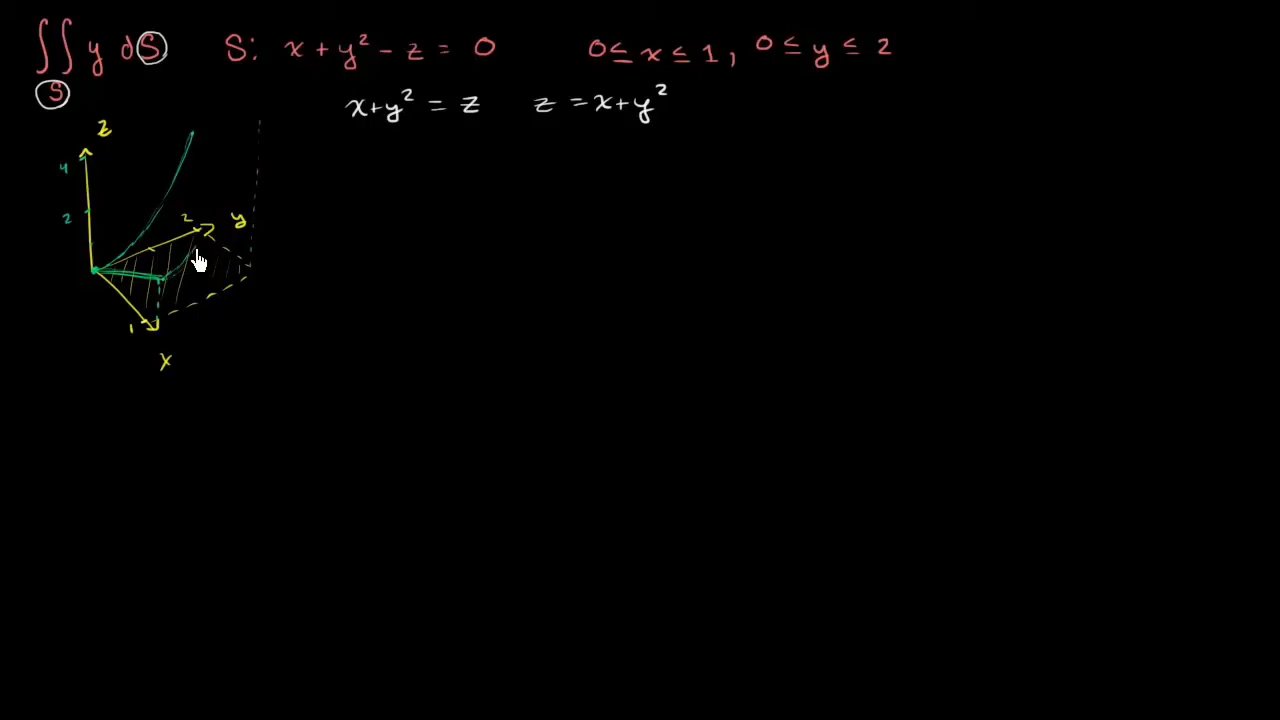 ∬ y dS   S: x + y² - z = 0   0 ≤ x ≤ 1, 0 ≤ y ≤ 2
S
x+y² = z   z = x+y²
z
4
2
2
y
1
x